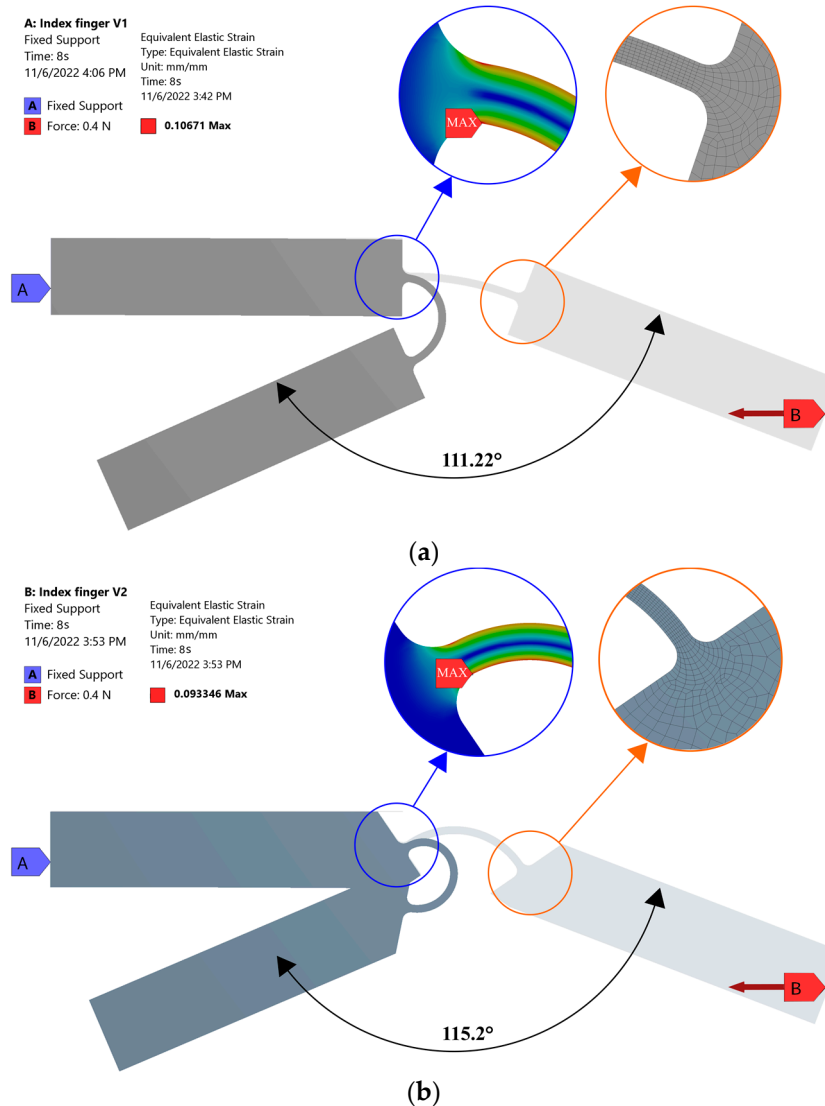 A: Index finger V1
Fixed Support
Time: 8s
11/6/2022 4:06 PM
A Fixed Support
B Force: 0.4 N
Equivalent Elastic Strain
Type: Equivalent Elastic Strain
Unit: mm/mm
Time: 8s
11/6/2022 3:42 PM
0.10671 Max
MAX
A
B
111.22°
(a)
B: Index finger V2
Fixed Support
Time: 8s
11/6/2022 3:53 PM
A Fixed Support
B Force: 0.4 N
Equivalent Elastic Strain
Type: Equivalent Elastic Strain
Unit: mm/mm
Time: 8s
11/6/2022 3:53 PM
0.093346 Max
MAX
A
B
115.2°
(b)